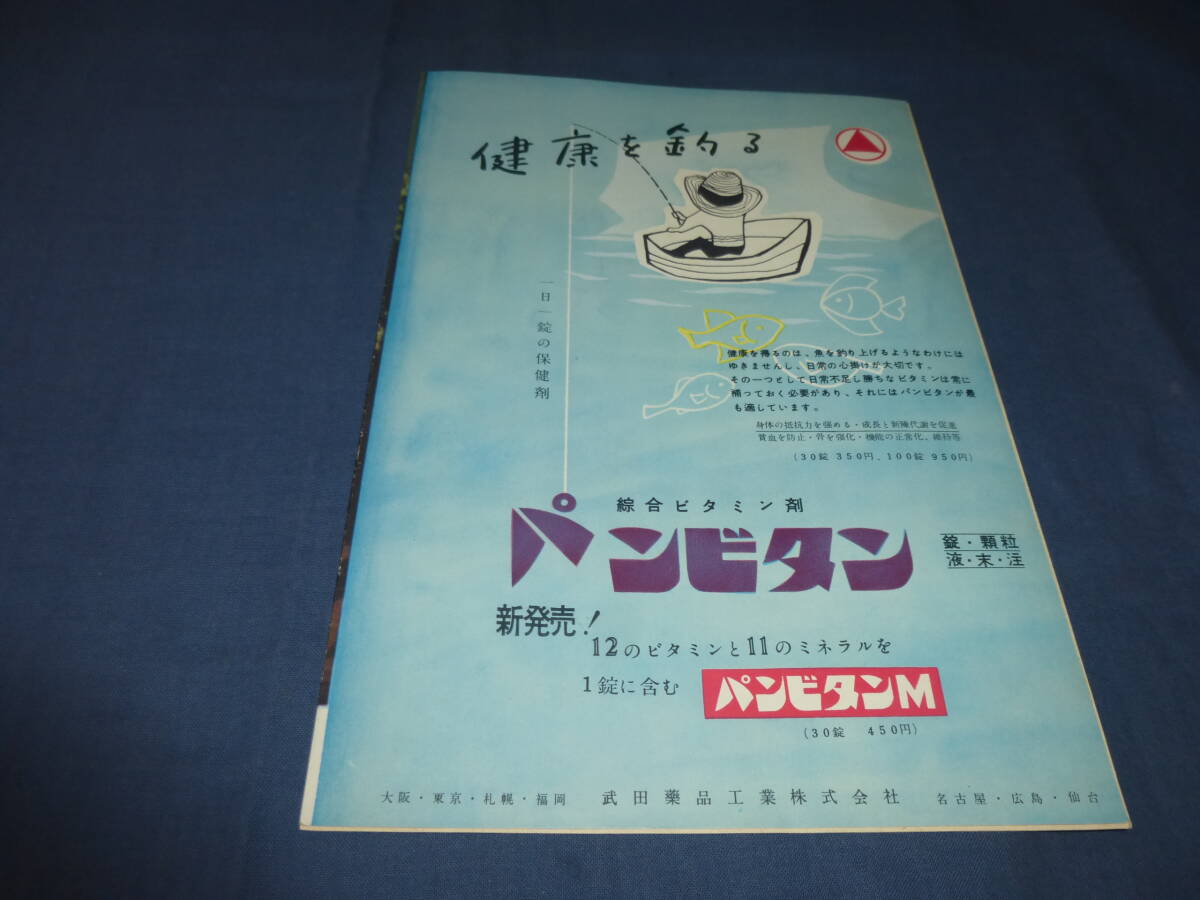 健康を釣る
一日一錠の保健剤
健康を得るのは、魚を釣り上げるようなわけには
ゆきませんし、日常の心掛けが大切です。
その一つとして日常不足し勝ちなビタミンは常に
補っておく必要があり、それにはパンビタンが最
も適しています。
身体の抵抗力を強める・成長と新陳代謝を促進
貧血を防止・骨を強化・機能の正常化、維持等
(30錠 350円、100錠 950円)
綜合ビタミン剤
パンビタン
錠・顆粒
液・末・注
新発売!
12のビタミンと11のミネラルを
1錠に含む パンビタンM
(30錠 450円)
大阪・東京・札幌・福岡 武田藥品工業株式会社 名古屋・広島・仙台